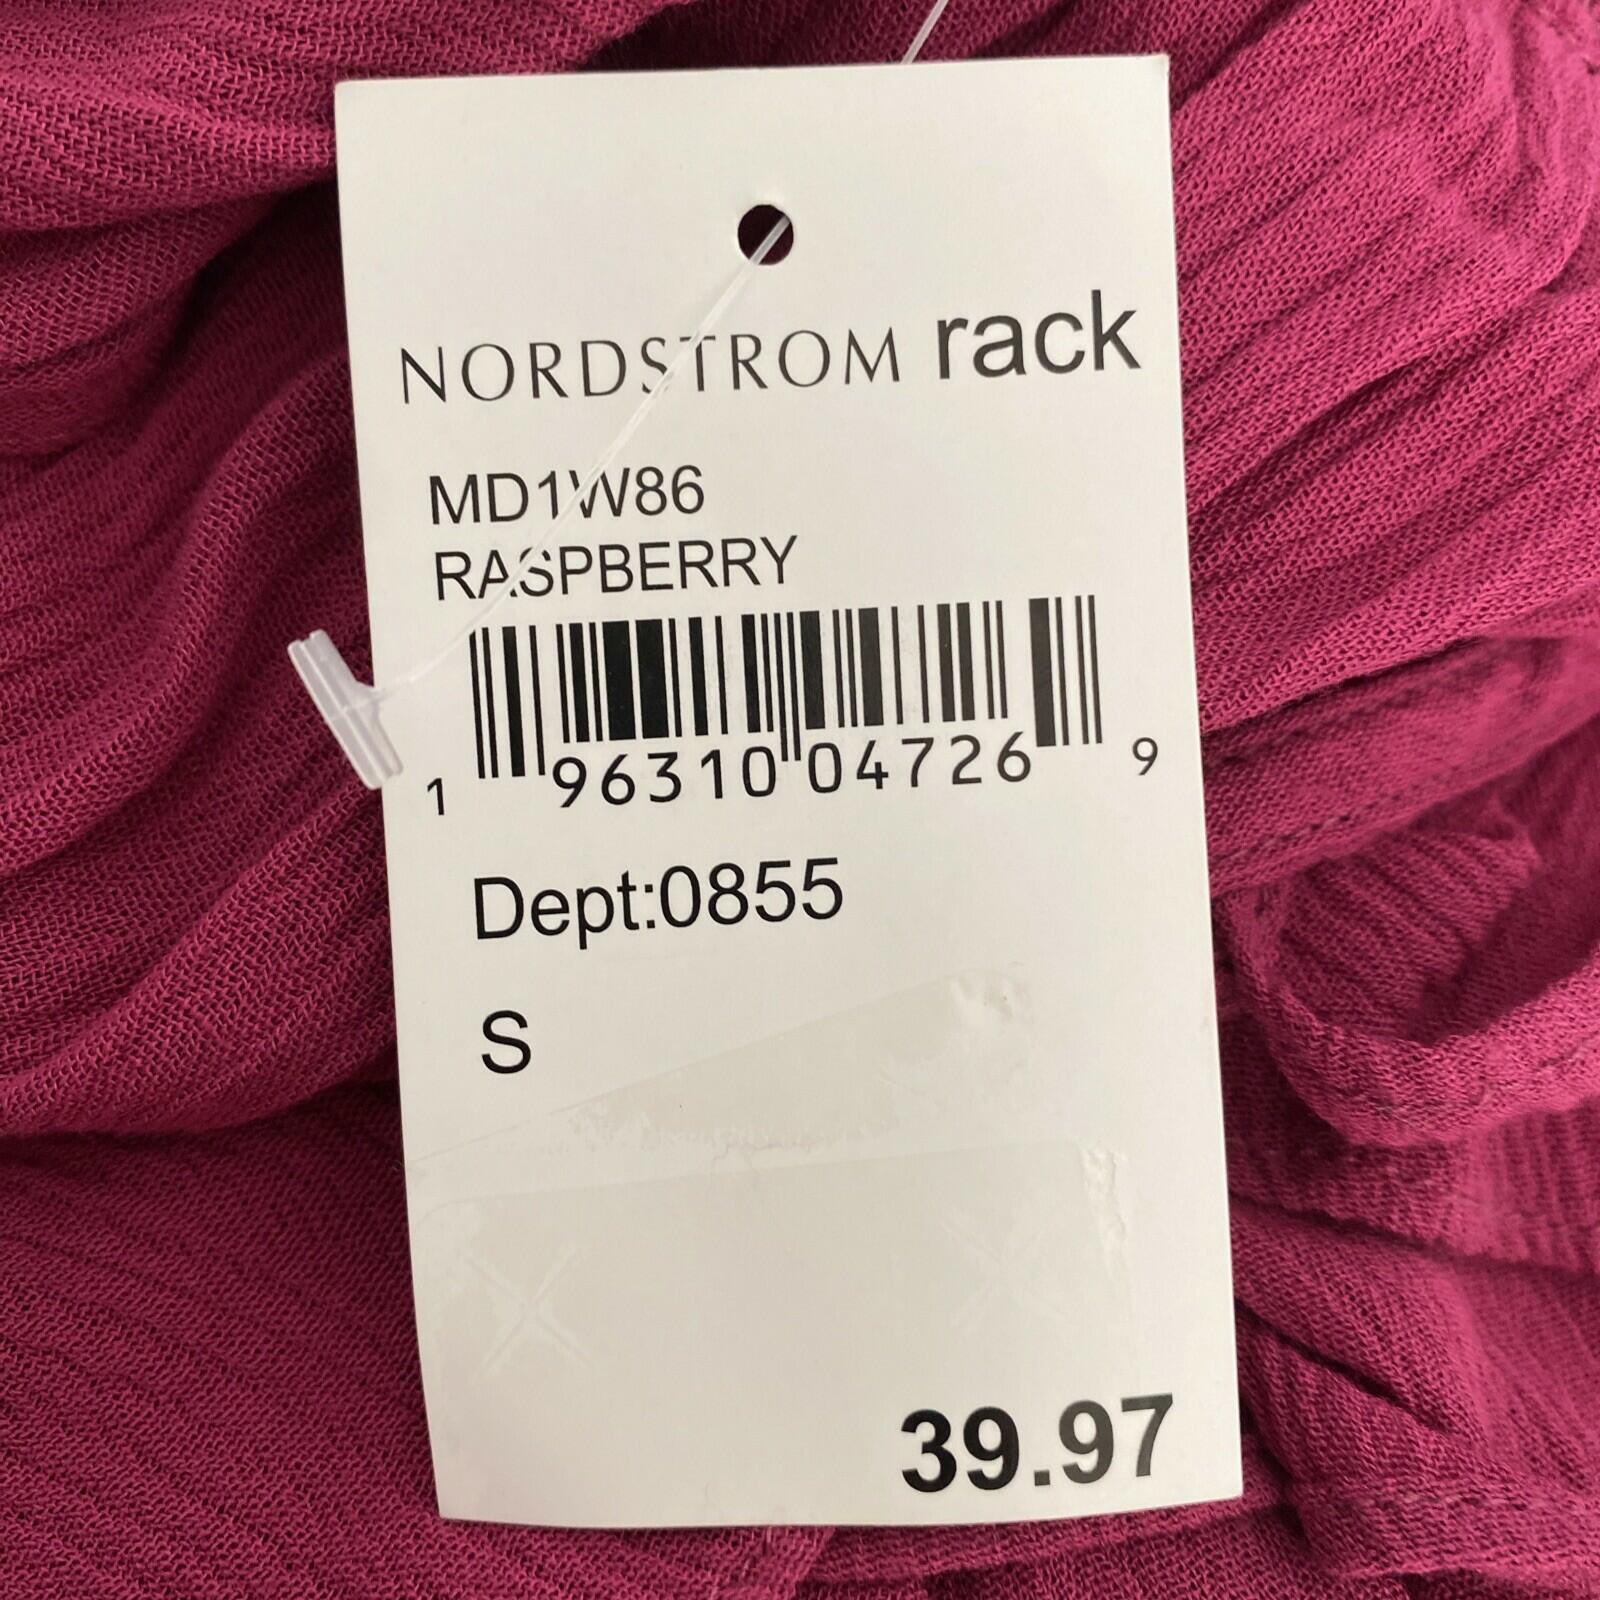 NORDSTROM rack
MD1W86
RASPBERRY
1 96310 04726 9
Dept:0855
S
39.97